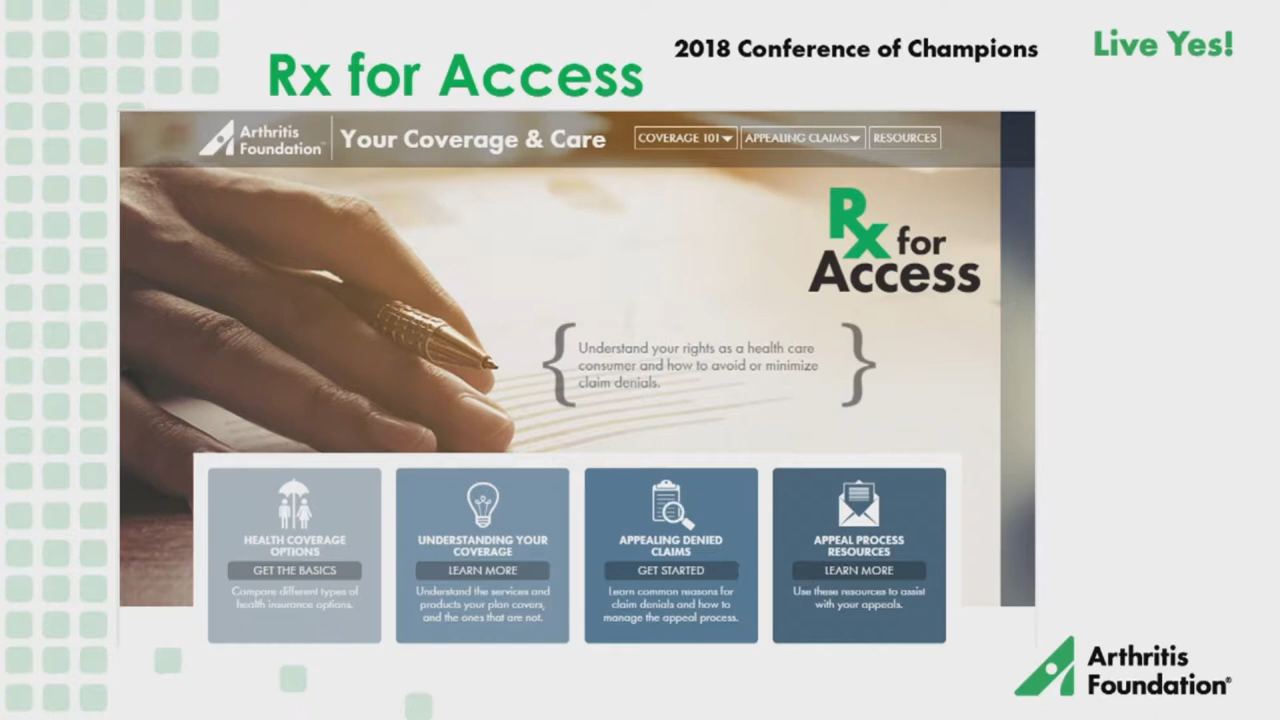 2018 Conference of Champions
Live Yes!
Rx for Access
Arthritis
Foundation™
Your Coverage & Care
COVERAGE 101
APPEALING CLAIMS
RESOURCES
Rx for
Access
{ Understand your rights as a health care
consumer and how to avoid or minimize
claim denials. }
HEALTH COVERAGE
OPTIONS
GET THE BASICS
Compare different types of
health insurance options.
UNDERSTANDING YOUR
COVERAGE
LEARN MORE
Understand the services and
products your plan covers,
and the ones that are not.
APPEALING DENIED
CLAIMS
GET STARTED
Learn common reasons for
claim denials and how to
manage the appeal process.
APPEAL PROCESS
RESOURCES
LEARN MORE
Use these resources to assist
with your appeals.
Arthritis
Foundation®